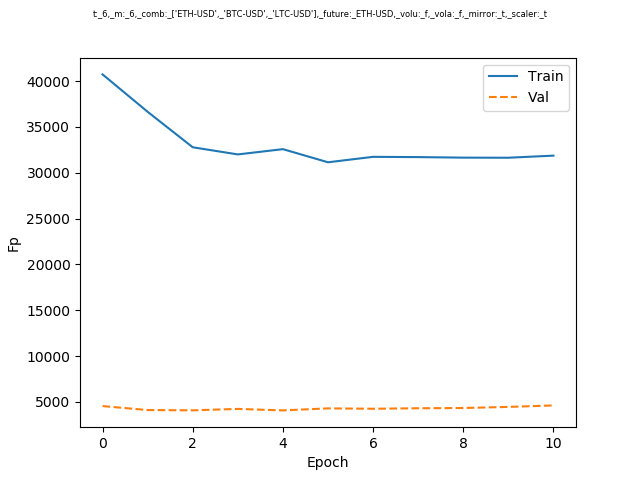 t:_6,_m:_6,_comb:_['ETH-USD',_'BTC-USD',_'LTC-USD'],_future:_ETH-USD,_volu:_f,_vola:_f,_mirror:_t,_scaler:_t
Train
Val
40000
35000
30000
25000
20000
15000
10000
5000
Fp
0 2 4 6 8 10
Epoch